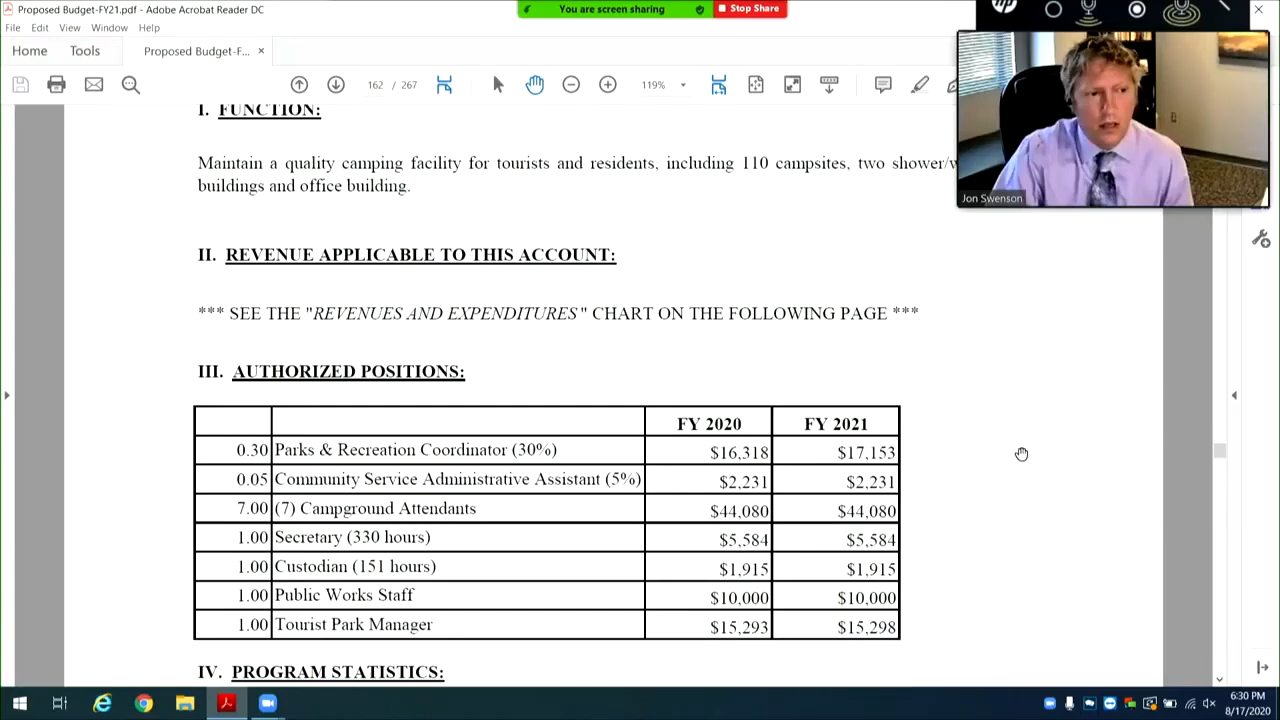 Proposed Budget-FY21.pdf - Adobe Acrobat Reader DC
You are screen sharing
Stop Share
File Edit View Window Help
Home Tools Proposed Budget-F... ×
162 / 267
119%
I. FUNCTION:
Maintain a quality camping facility for tourists and residents, including 110 campsites, two
buildings and office building.
Jon Swenson
II. REVENUE APPLICABLE TO THIS ACCOUNT:
*** SEE THE "REVENUES AND EXPENDITURES" CHART ON THE FOLLOWING PAGE ***
III. AUTHORIZED POSITIONS:
FY 2020 FY 2021
0.30 Parks & Recreation Coordinator (30%) $16,318 $17,153
0.05 Community Service Administrative Assistant (5%) $2,231 $2,231
7.00 (7) Campground Attendants $44,080 $44,080
1.00 Secretary (330 hours) $5,584 $5,584
1.00 Custodian (151 hours) $1,915 $1,915
1.00 Public Works Staff $10,000 $10,000
1.00 Tourist Park Manager $15,293 $15,298
IV. PROGRAM STATISTICS:
6:30 PM
8/17/2020